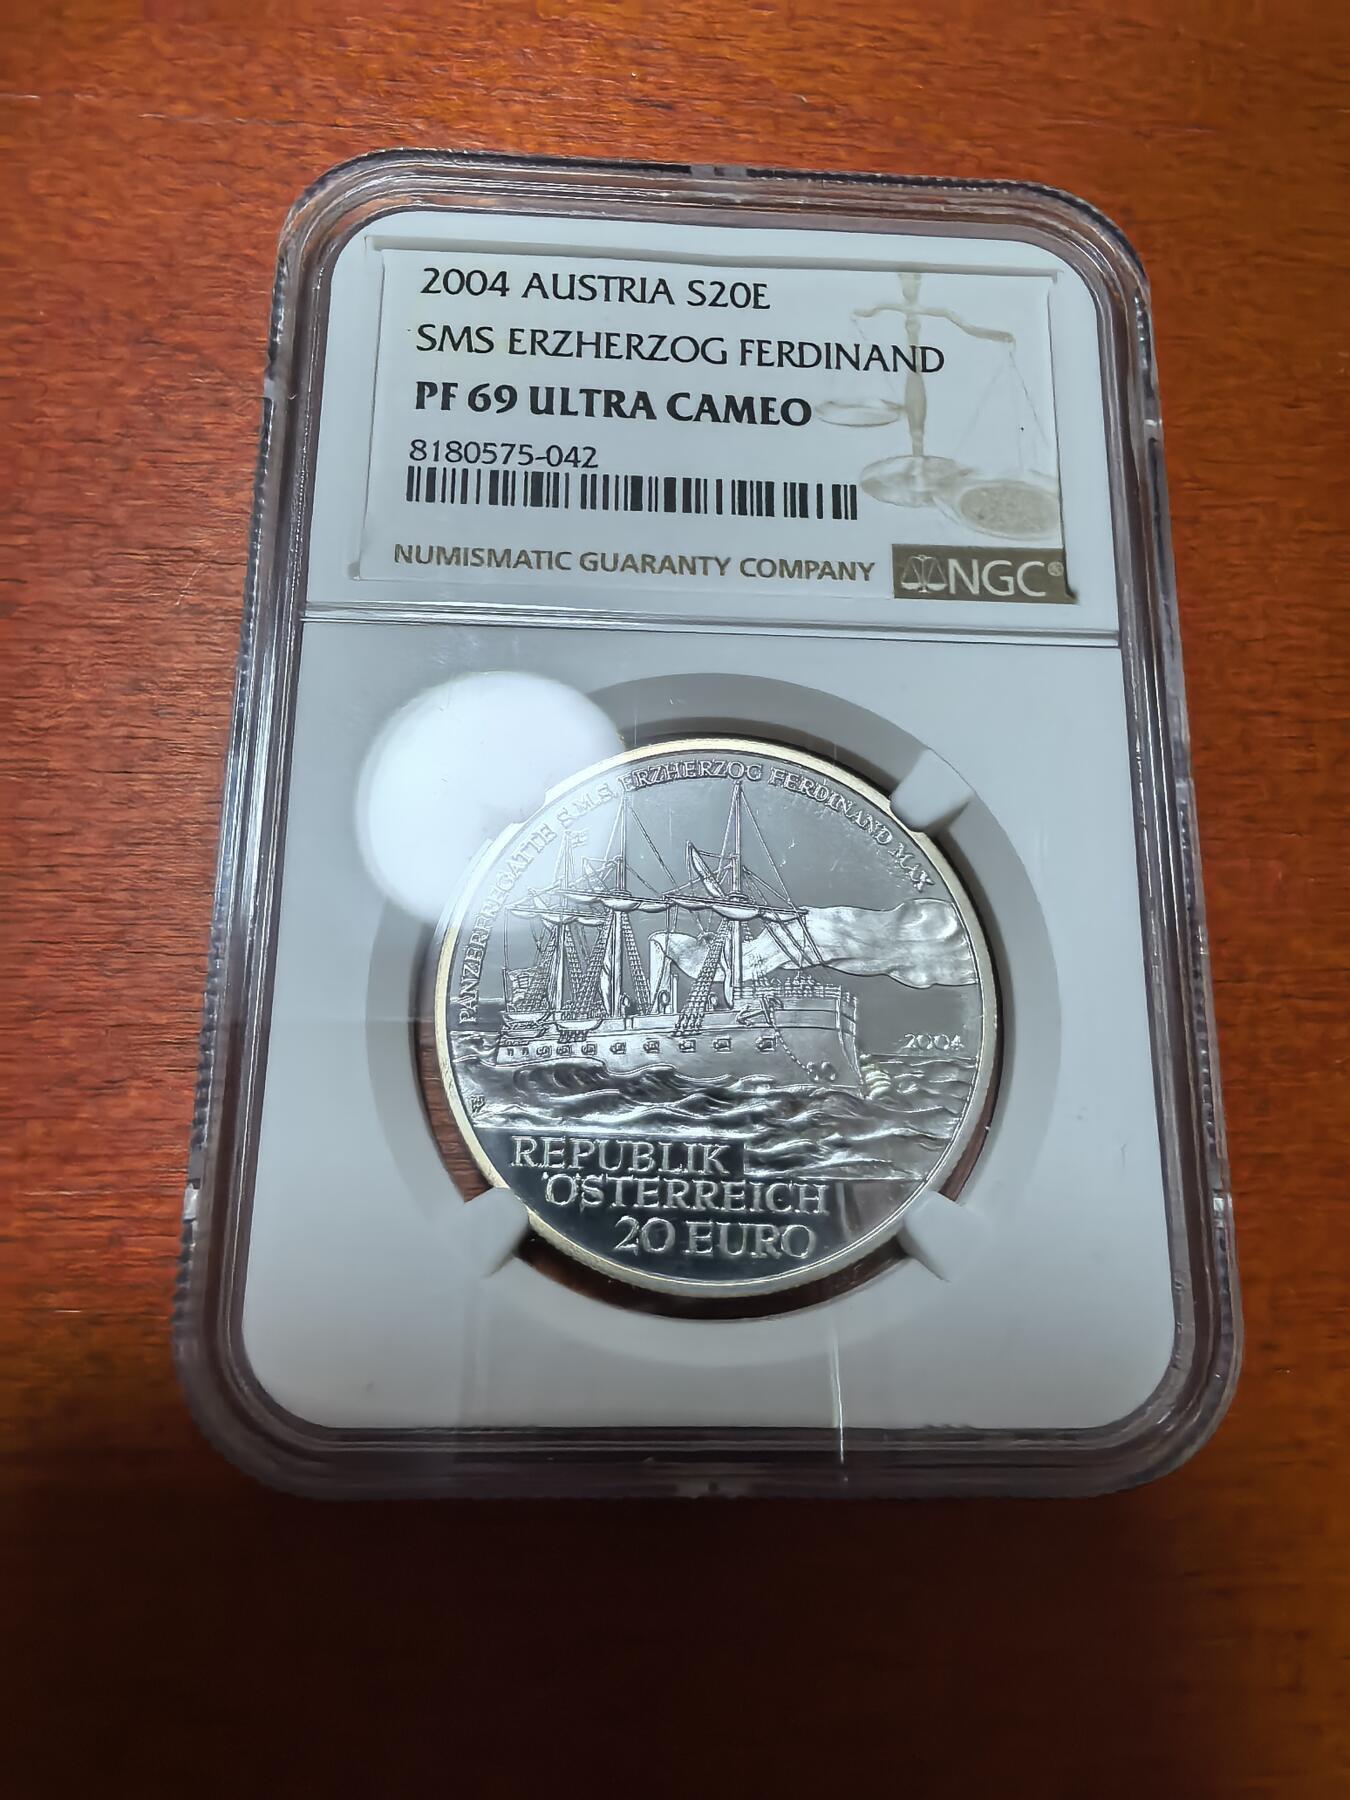 2004 AUSTRIA S20E
SMS ERZHERZOG FERDINAND
PF 69 ULTRA CAMEO
8180575-042
NUMISMATIC GUARANTY COMPANY
NGC®
PANZERFREGATTE S.M.S. ERZHERZOG FERDINAND MAX
2004
REPUBLIK
ÖSTERREICH
20 EURO